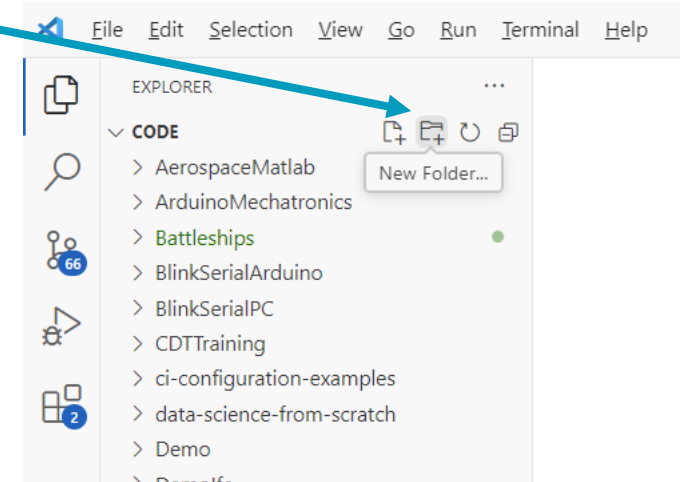 File Edit Selection View Go Run Terminal Help
EXPLORER ...
CODE
AerospaceMatlab
New Folder...
ArduinoMechatronics
Battleships
66
BlinkSerialArduino
BlinkSerialPC
CDTTraining
ci-configuration-examples
2
data-science-from-scratch
Demo